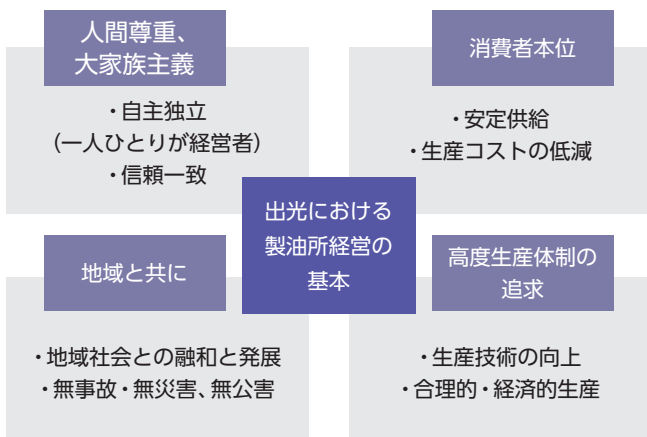 人間尊重、
大家族主義
・自主独立
(一人ひとりが経営者)
・信頼一致
消費者本位
・安定供給
・生産コストの低減
出光における
製油所経営の
基本
地域と共に
・地域社会との融和と発展
・無事故・無災害、無公害
高度生産体制の
追求
・生産技術の向上
・合理的・経済的生産